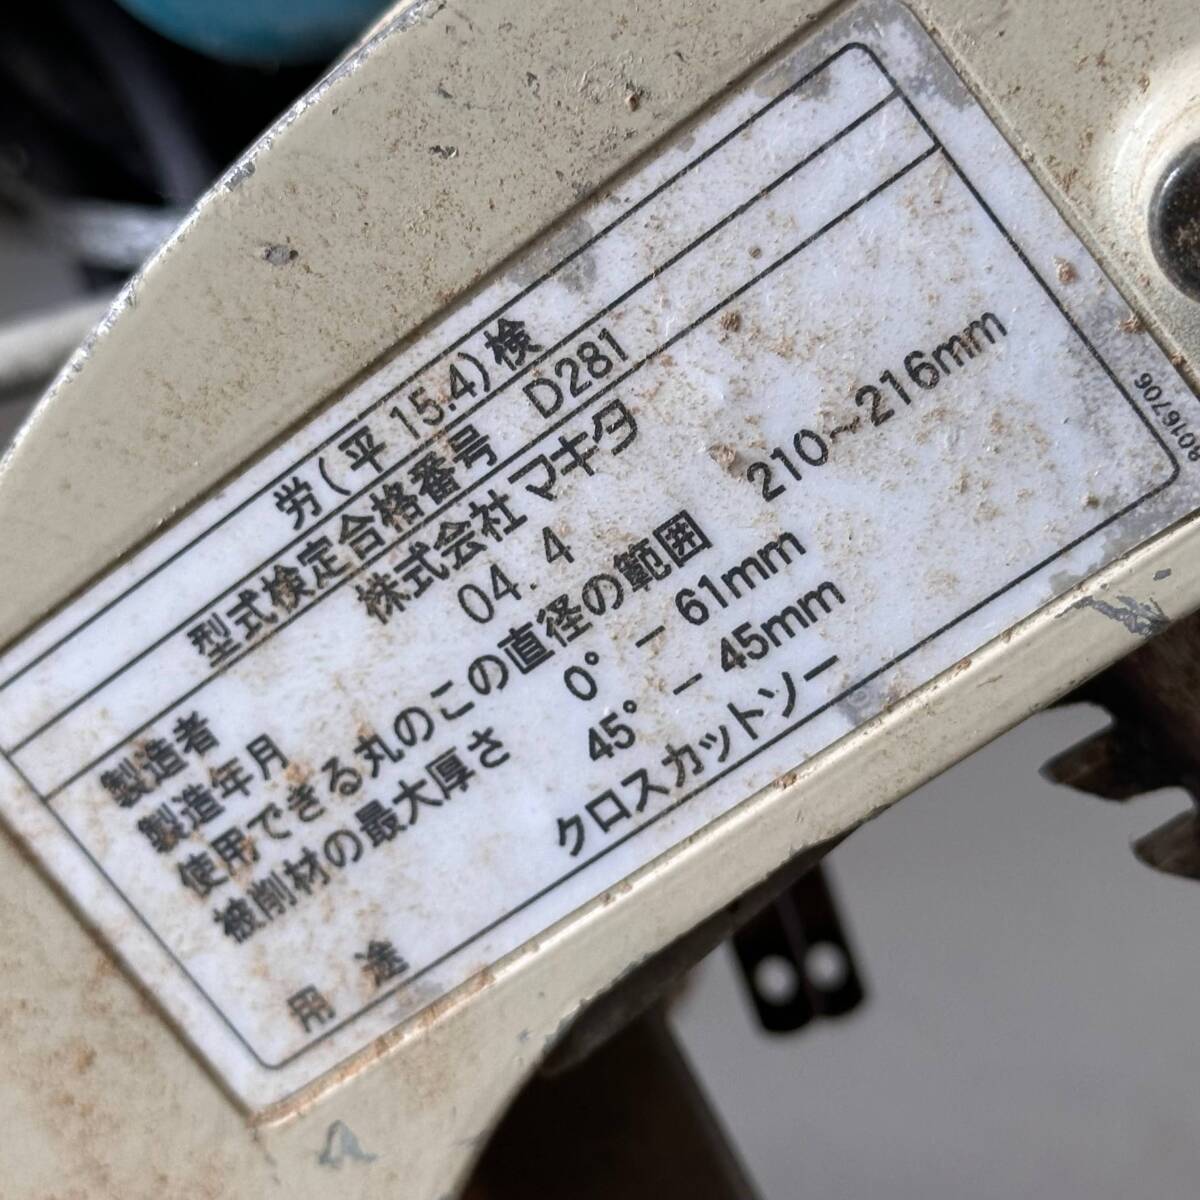 労(平15.4)検
型式検定合格番号 D281
製造者 株式会社マキタ
製造年月 04.4
使用できる丸のこの直径の範囲 210～216mm
被削材の最大厚さ 0° － 61mm
45° － 45mm
用途 クロスカットソー
8016706